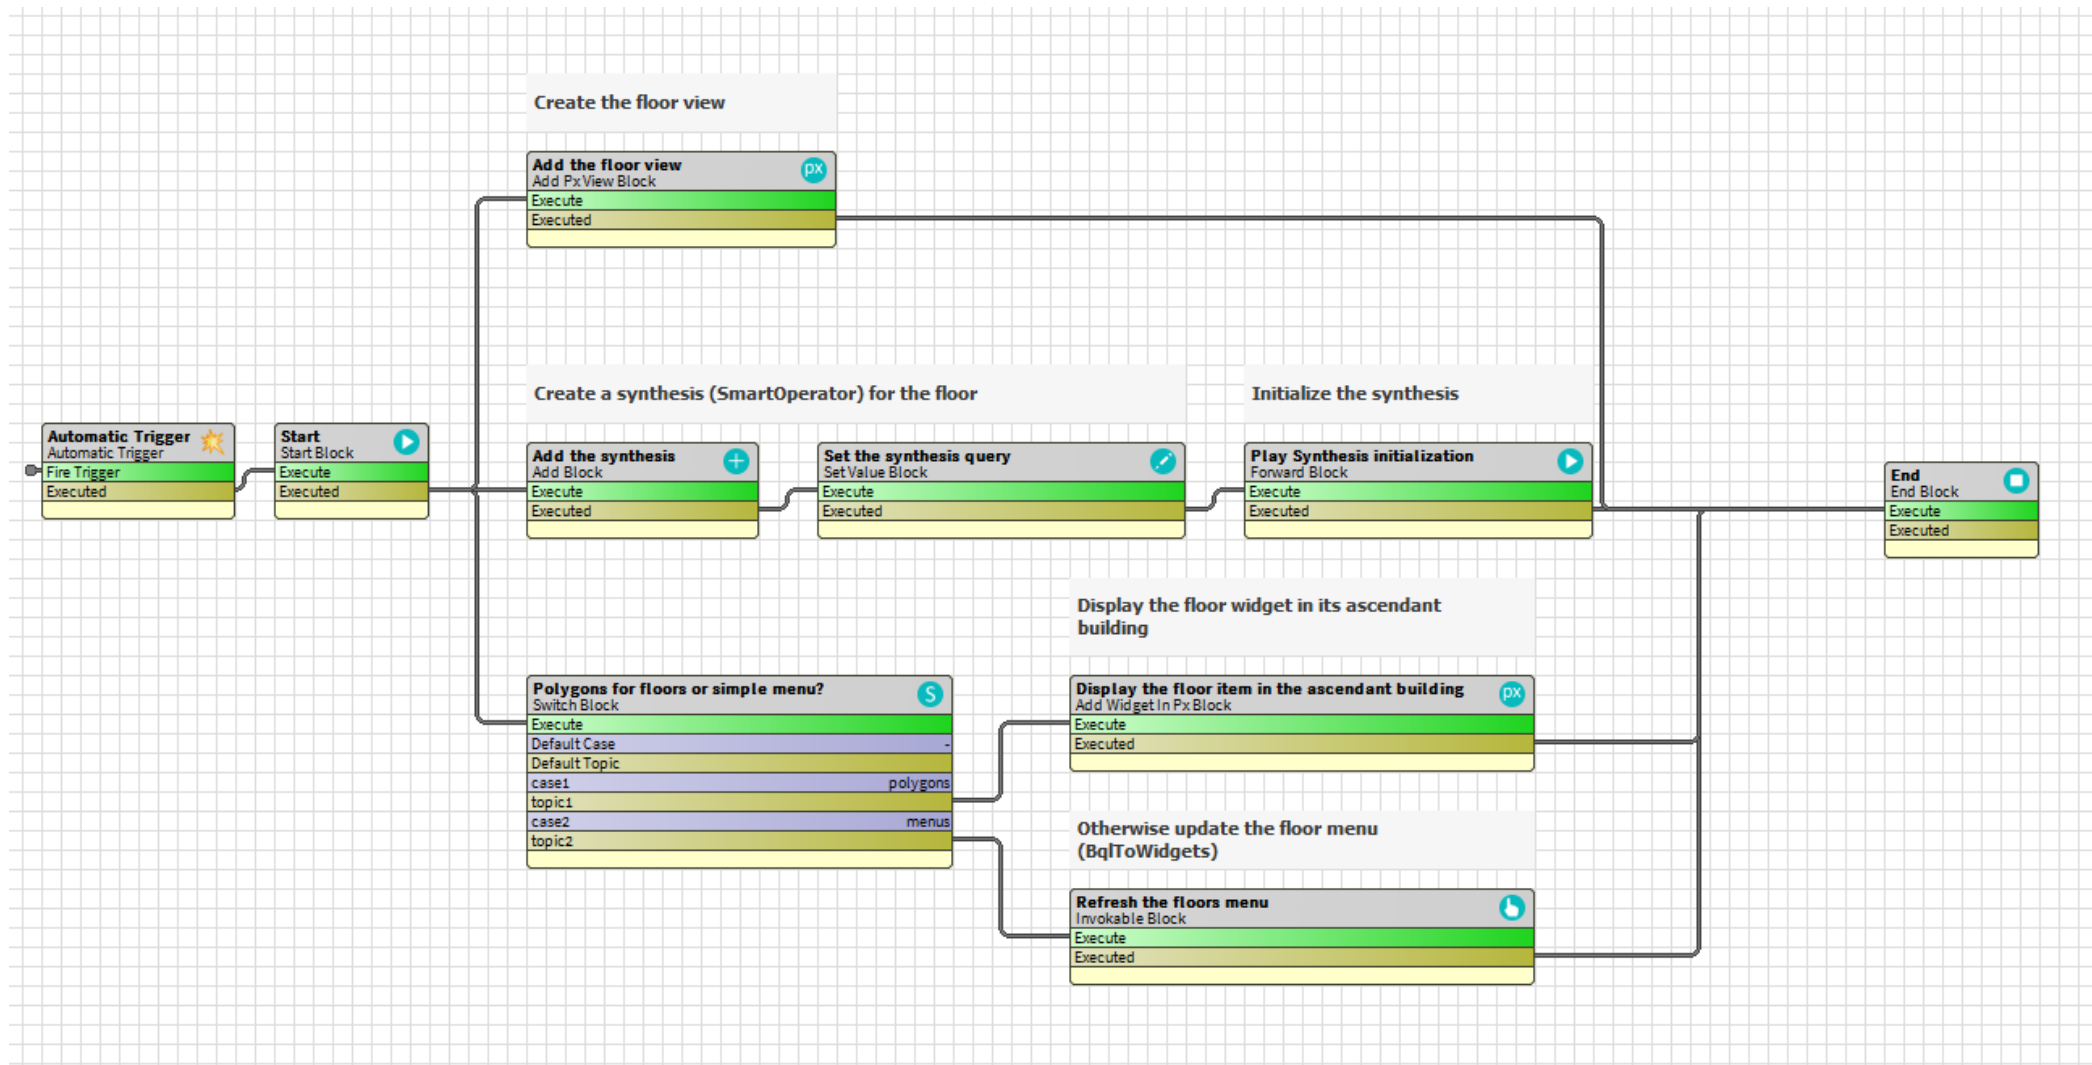 Create the floor view
Add the floor view
Add Px View Block
px
Execute
Executed
Create a synthesis (SmartOperator) for the floor
Initialize the synthesis
Automatic Trigger
Automatic Trigger
Fire Trigger
Executed
Start
Start Block
Execute
Executed
Add the synthesis
Add Block
Execute
Executed
Set the synthesis query
Set Value Block
Execute
Executed
Play Synthesis initialization
Forward Block
Execute
Executed
End
End Block
Execute
Executed
Display the floor widget in its ascendant
building
Polygons for floors or simple menu?
Switch Block
S
Execute
Default Case -
Default Topic
case1 polygons
topic1
case2 menus
topic2
Display the floor item in the ascendant building
Add Widget In Px Block
px
Execute
Executed
Otherwise update the floor menu
(BqlToWidgets)
Refresh the floors menu
Invokable Block
Execute
Executed